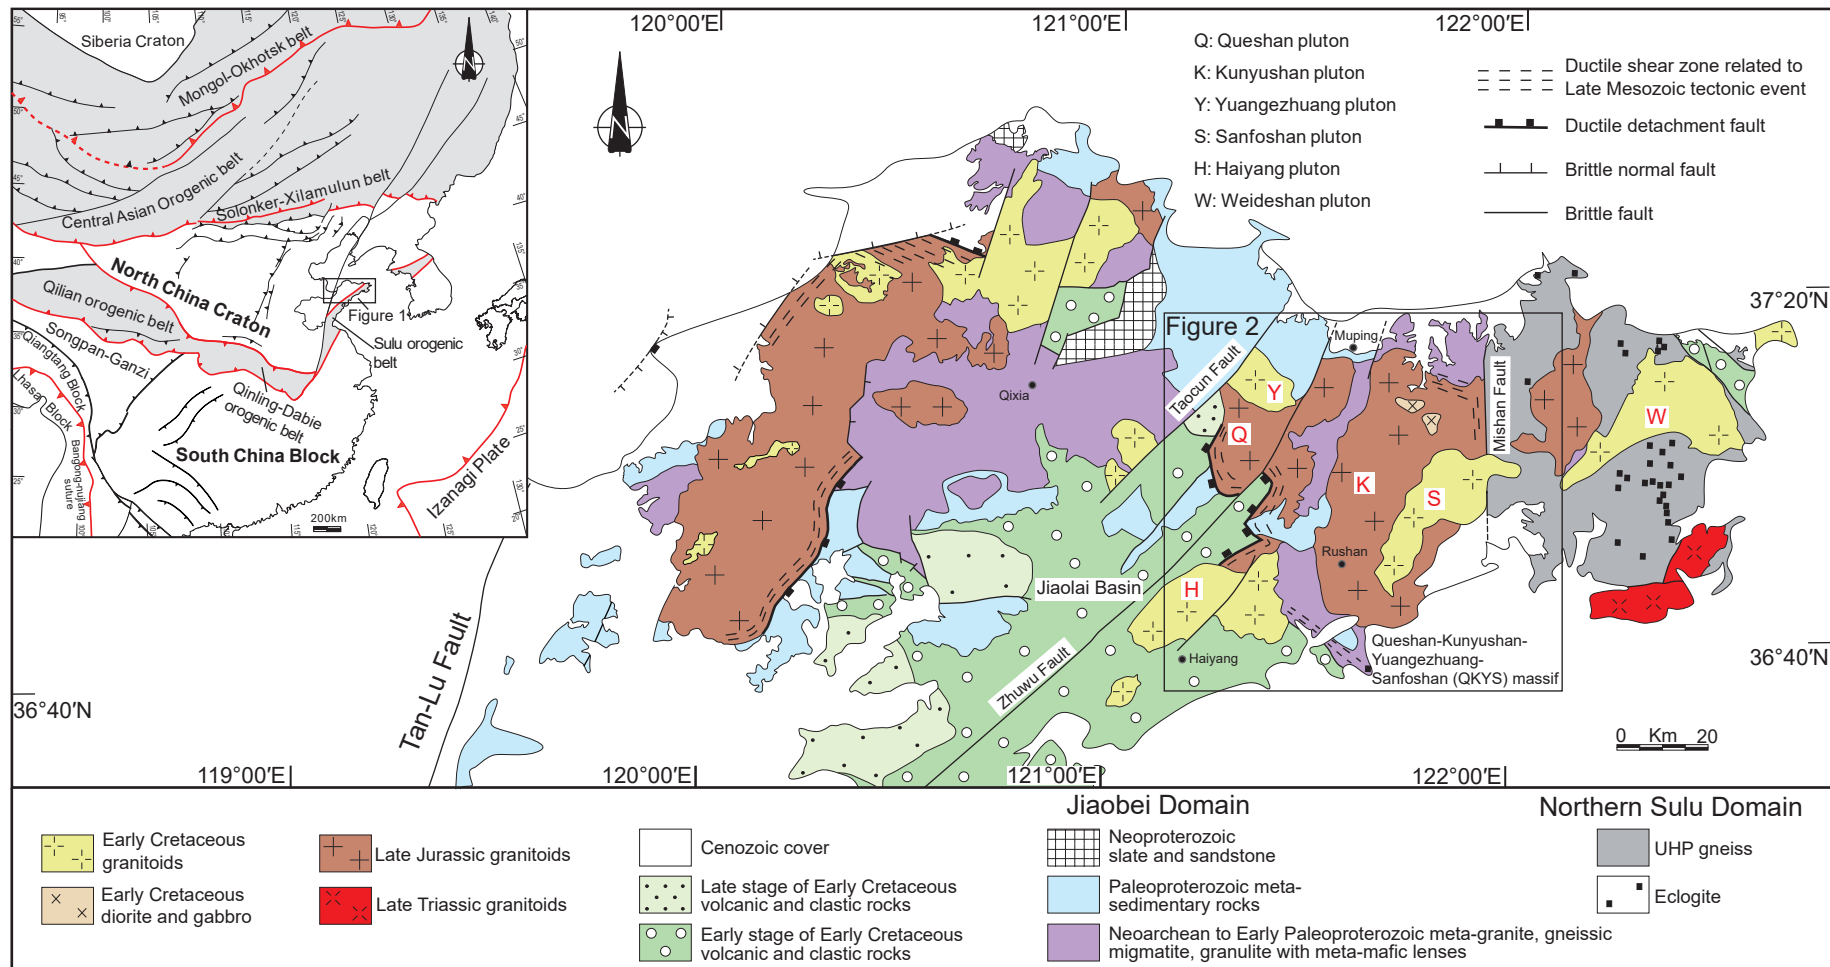 Siberia Craton
Mongol-Okhotsk belt
Central Asian Orogenic belt
Solonker-Xilamulun belt
North China Craton
Qilian orogenic belt
Songpan-Ganzi
Qiangtang Block
Lhasan Block
Bangong-nujiang
suture
Figure 1
Sulu orogenic
belt
Qinling-Dabie
orogenic belt
South China Block
Izanagi Plate
200km
N
120°00′E
121°00′E
122°00′E
N
Q: Queshan pluton
K: Kunyushan pluton
Y: Yuangezhuang pluton
S: Sanfoshan pluton
H: Haiyang pluton
W: Weideshan pluton
Ductile shear zone related to
Late Mesozoic tectonic event
Ductile detachment fault
Brittle normal fault
Brittle fault
37°20′N
Figure 2
Muping
Taocun Fault
Mishan Fault
Qixia
Y
Q
K
S
W
H
Rushan
Jiaolai Basin
Haiyang
Zhuwu Fault
Tan-Lu Fault
Queshan-Kunyushan-
Yuangezhuang-
Sanfoshan (QKYS) massif
36°40′N
36°40′N
0 Km 20
119°00′E
120°00′E
121°00′E
122°00′E
Early Cretaceous
granitoids
Early Cretaceous
diorite and gabbro
Late Jurassic granitoids
Late Triassic granitoids
Cenozoic cover
Late stage of Early Cretaceous
volcanic and clastic rocks
Early stage of Early Cretaceous
volcanic and clastic rocks
Jiaobei Domain
Neoproterozoic
slate and sandstone
Paleoproterozoic meta-
sedimentary rocks
Neoarchean to Early Paleoproterozoic meta-granite, gneissic
migmatite, granulite with meta-mafic lenses
Northern Sulu Domain
UHP gneiss
Eclogite